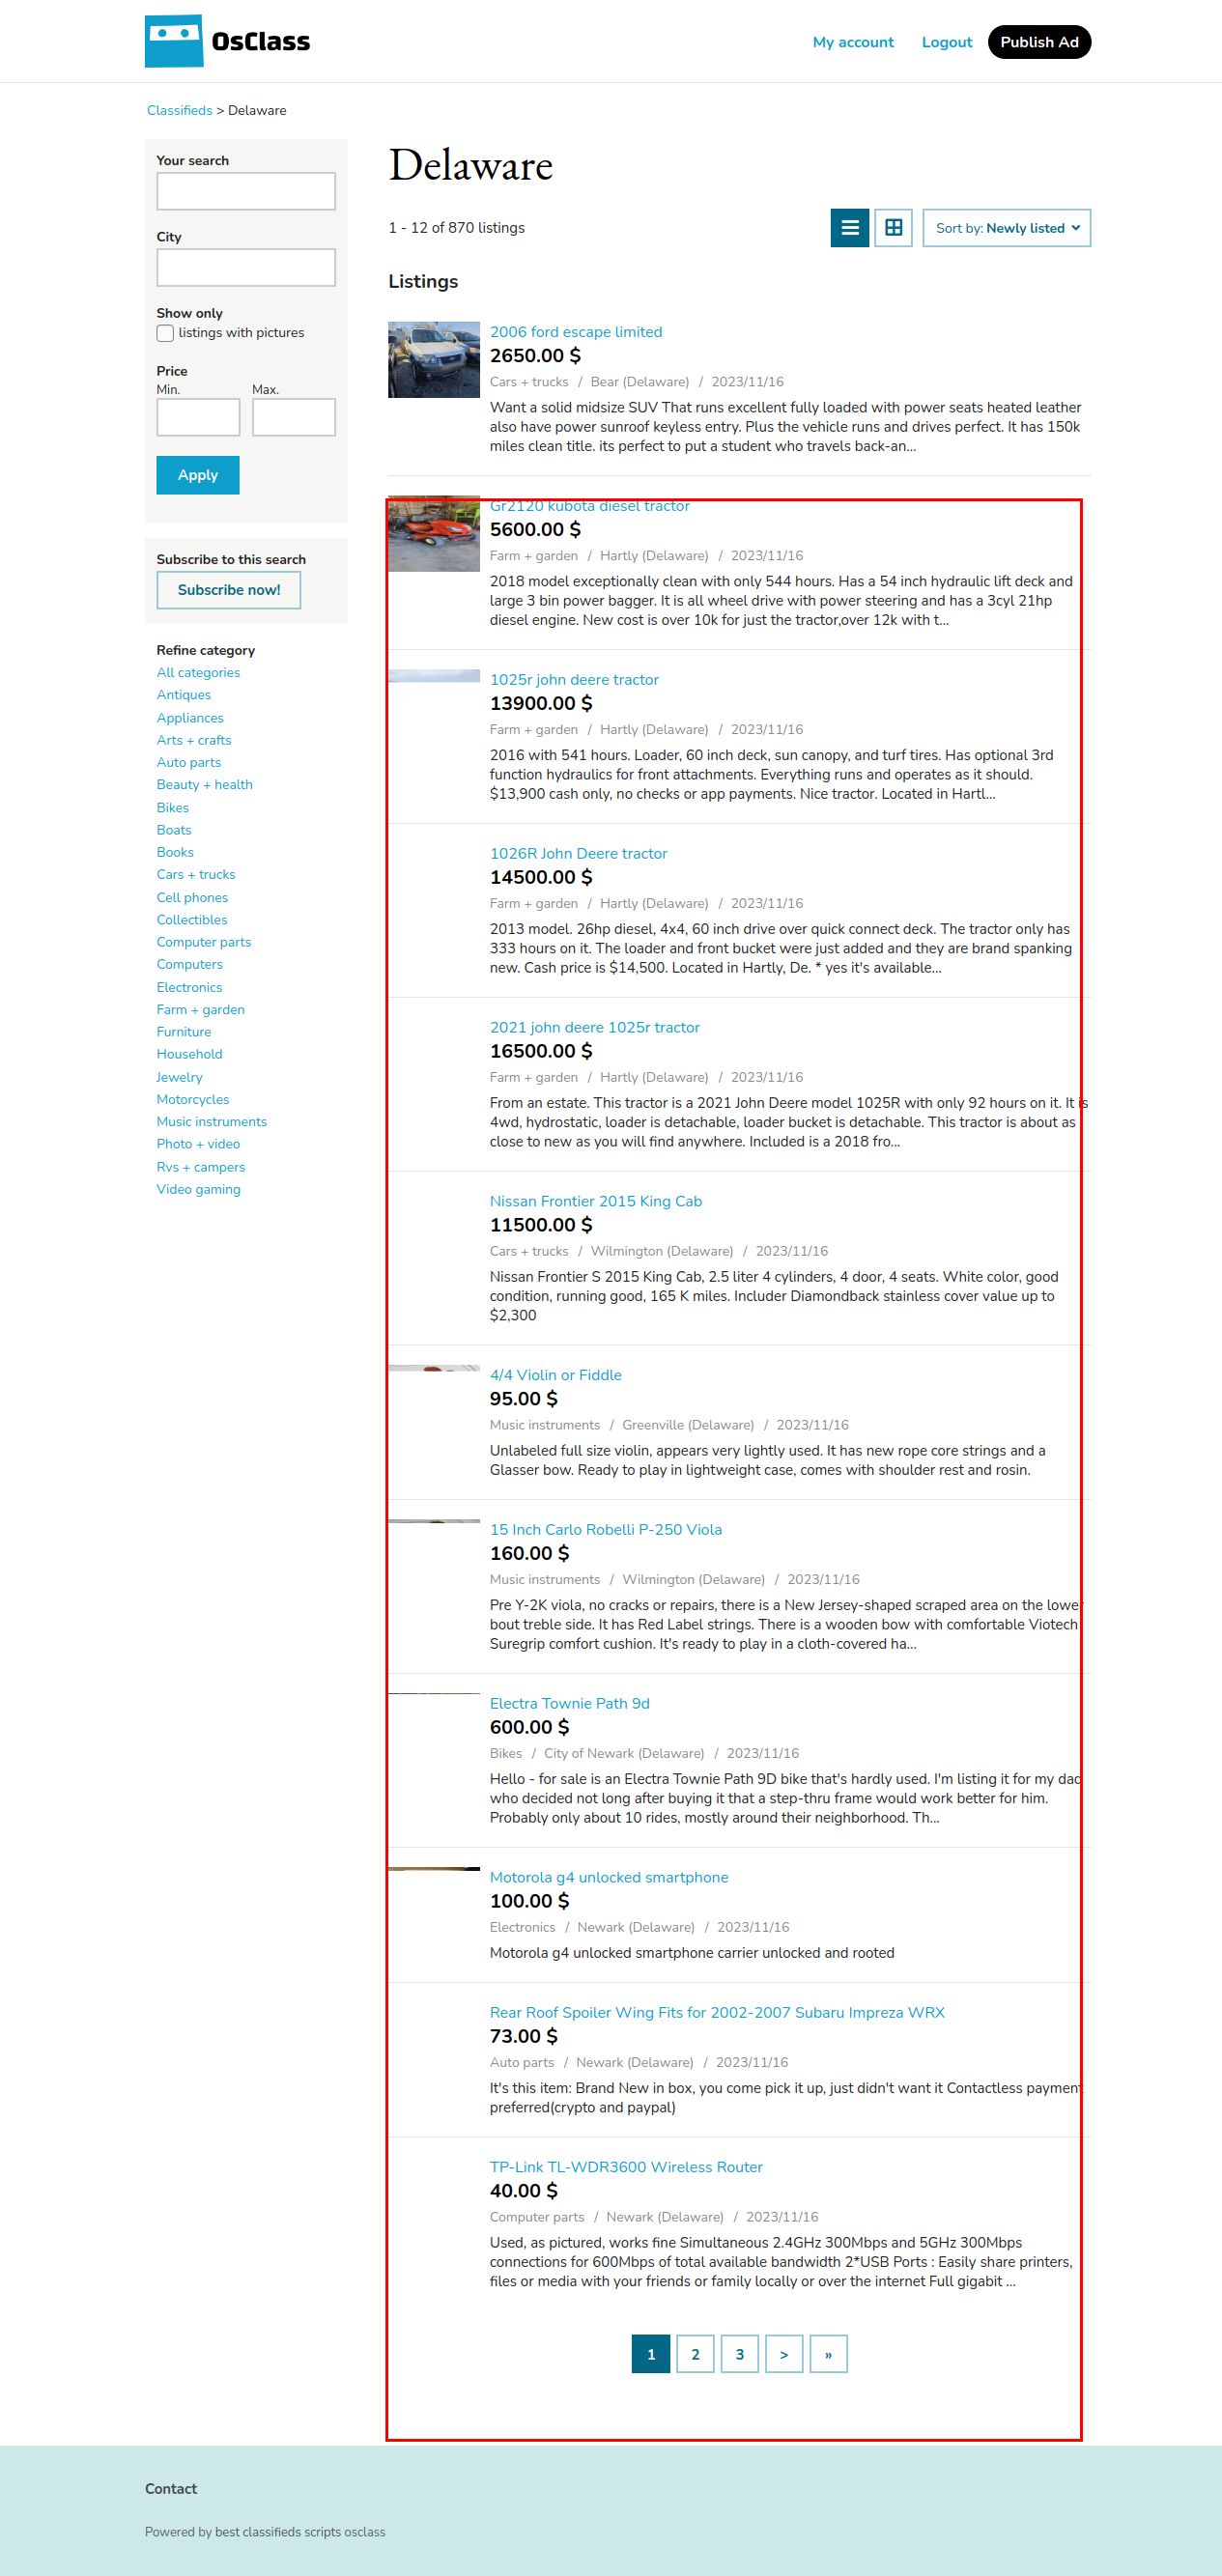 OsClass
My account
Logout
Publish Ad
Classifieds > Delaware
Your search
City
Show only
listings with pictures
Price
Min.
Max.
Apply
Subscribe to this search
Subscribe now!
Refine category
All categories
Antiques
Appliances
Arts + crafts
Auto parts
Beauty + health
Bikes
Boats
Books
Cars + trucks
Cell phones
Collectibles
Computer parts
Computers
Electronics
Farm + garden
Furniture
Household
Jewelry
Motorcycles
Music instruments
Photo + video
Rvs + campers
Video gaming
Delaware
1 - 12 of 870 listings
Sort by: Newly listed
Listings
2006 ford escape limited
2650.00 $
Cars + trucks / Bear (Delaware) / 2023/11/16
Want a solid midsize SUV That runs excellent fully loaded with power seats heated leather
also have power sunroof keyless entry. Plus the vehicle runs and drives perfect. It has 150k
miles clean title. its perfect to put a student who travels back-an...
Gr2120 kubota diesel tractor
5600.00 $
Farm + garden / Hartly (Delaware) / 2023/11/16
2018 model exceptionally clean with only 544 hours. Has a 54 inch hydraulic lift deck and
large 3 bin power bagger. It is all wheel drive with power steering and has a 3cyl 21hp
diesel engine. New cost is over 10k for just the tractor,over 12k with t...
1025r john deere tractor
13900.00 $
Farm + garden / Hartly (Delaware) / 2023/11/16
2016 with 541 hours. Loader, 60 inch deck, sun canopy, and turf tires. Has optional 3rd
function hydraulics for front attachments. Everything runs and operates as it should.
$13,900 cash only, no checks or app payments. Nice tractor. Located in Hartl...
1026R John Deere tractor
14500.00 $
Farm + garden / Hartly (Delaware) / 2023/11/16
2013 model. 26hp diesel, 4x4, 60 inch drive over quick connect deck. The tractor only has
333 hours on it. The loader and front bucket were just added and they are brand spanking
new. Cash price is $14,500. Located in Hartly, De. * yes it's available...
2021 john deere 1025r tractor
16500.00 $
Farm + garden / Hartly (Delaware) / 2023/11/16
From an estate. This tractor is a 2021 John Deere model 1025R with only 92 hours on it. It is
4wd, hydrostatic, loader is detachable, loader bucket is detachable. This tractor is about as
close to new as you will find anywhere. Included is a 2018 fro...
Nissan Frontier 2015 King Cab
11500.00 $
Cars + trucks / Wilmington (Delaware) / 2023/11/16
Nissan Frontier S 2015 King Cab, 2.5 liter 4 cylinders, 4 door, 4 seats. White color, good
condition, running good, 165 K miles. Includer Diamondback stainless cover value up to
$2,300
4/4 Violin or Fiddle
95.00 $
Music instruments / Greenville (Delaware) / 2023/11/16
Unlabeled full size violin, appears very lightly used. It has new rope core strings and a
Glasser bow. Ready to play in lightweight case, comes with shoulder rest and rosin.
15 Inch Carlo Robelli P-250 Viola
160.00 $
Music instruments / Wilmington (Delaware) / 2023/11/16
Pre Y-2K viola, no cracks or repairs, there is a New Jersey-shaped scraped area on the lower
bout treble side. It has Red Label strings. There is a wooden bow with comfortable Viotech
Suregrip comfort cushion. It's ready to play in a cloth-covered ha...
Electra Townie Path 9d
600.00 $
Bikes / City of Newark (Delaware) / 2023/11/16
Hello - for sale is an Electra Townie Path 9D bike that's hardly used. I'm listing it for my dad
who decided not long after buying it that a step-thru frame would work better for him.
Probably only about 10 rides, mostly around their neighborhood. Th...
Motorola g4 unlocked smartphone
100.00 $
Electronics / Newark (Delaware) / 2023/11/16
Motorola g4 unlocked smartphone carrier unlocked and rooted
Rear Roof Spoiler Wing Fits for 2002-2007 Subaru Impreza WRX
73.00 $
Auto parts / Newark (Delaware) / 2023/11/16
It's this item: Brand New in box, you come pick it up, just didn't want it Contactless payment
preferred(crypto and paypal)
TP-Link TL-WDR3600 Wireless Router
40.00 $
Computer parts / Newark (Delaware) / 2023/11/16
Used, as pictured, works fine Simultaneous 2.4GHz 300Mbps and 5GHz 300Mbps
connections for 600Mbps of total available bandwidth 2*USB Ports : Easily share printers,
files or media with your friends or family locally or over the internet Full gigabit ...
1 2 3 > »
Contact
Powered by best classifieds scripts osclass